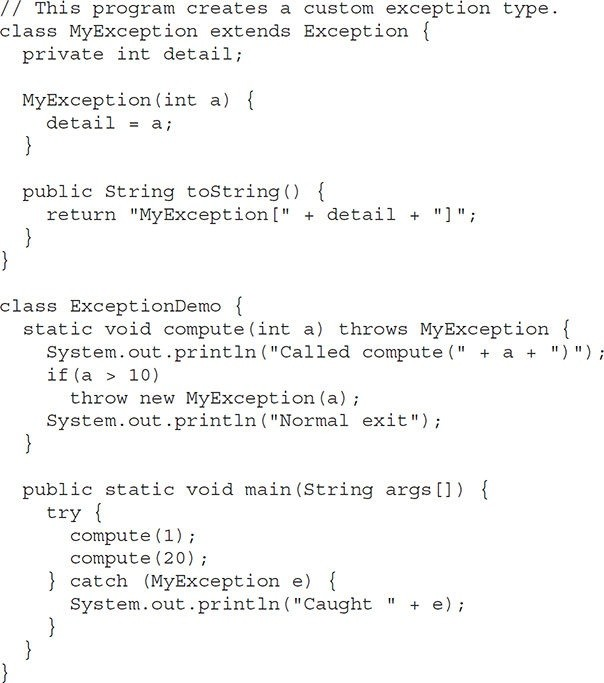 // This program creates a custom exception type.
class MyException extends Exception {
  private int detail;

  MyException(int a) {
    detail = a;
  }

  public String toString() {
    return "MyException[" + detail + "]";
  }
}

class ExceptionDemo {
  static void compute(int a) throws MyException {
    System.out.println("Called compute(" + a + ")");
    if(a > 10)
      throw new MyException(a);
    System.out.println("Normal exit");
  }

  public static void main(String args[]) {
    try {
      compute(1);
      compute(20);
    } catch (MyException e) {
      System.out.println("Caught " + e);
    }
  }
}